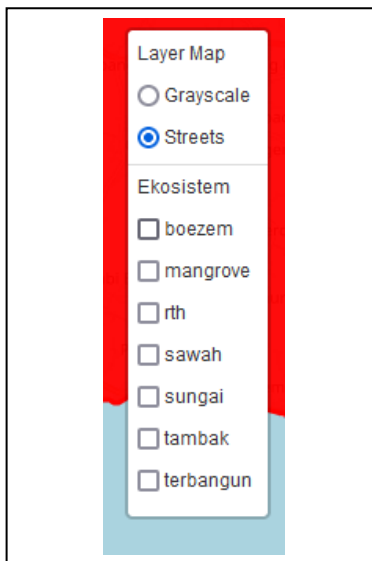 Layer Map
Grayscale
Streets
Ekosistem
boezem
mangrove
rth
sawah
sungai
tambak
terbangun